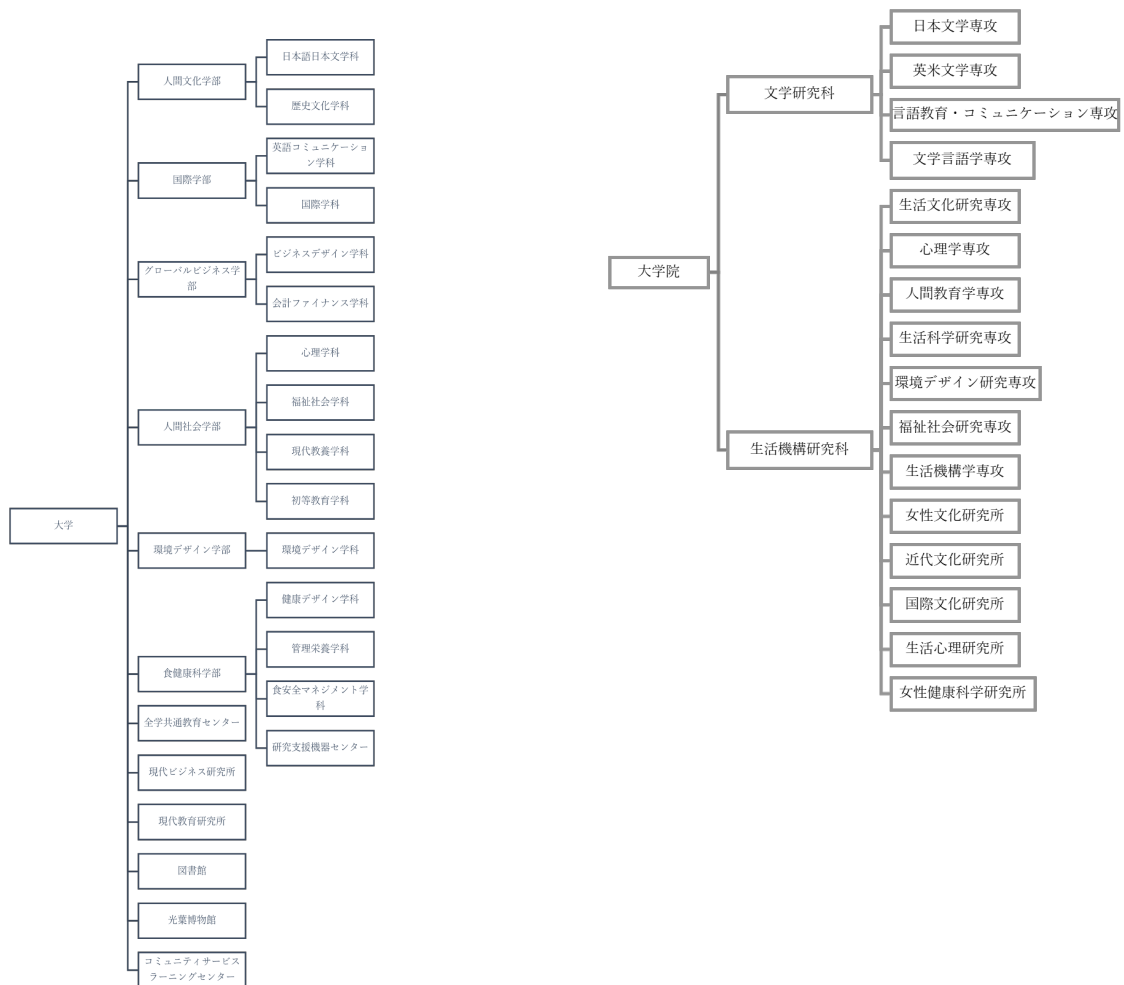 大学
人間文化学部
日本語日本文学科
歴史文化学科
国際学部
英語コミュニケーショ
ン学科
国際学科
グローバルビジネス学
部
ビジネスデザイン学科
会計ファイナンス学科
人間社会学部
心理学科
福祉社会学科
現代教養学科
初等教育学科
環境デザイン学部
環境デザイン学科
食健康科学部
健康デザイン学科
管理栄養学科
食安全マネジメント学
科
研究支援機器センター
全学共通教育センター
現代ビジネス研究所
現代教育研究所
図書館
光葉博物館
コミュニティサービス
ラーニングセンター
大学院
文学研究科
日本文学専攻
英米文学専攻
言語教育・コミュニケーション専攻
文学言語学専攻
生活機構研究科
生活文化研究専攻
心理学専攻
人間教育学専攻
生活科学研究専攻
環境デザイン研究専攻
福祉社会研究専攻
生活機構学専攻
女性文化研究所
近代文化研究所
国際文化研究所
生活心理研究所
女性健康科学研究所